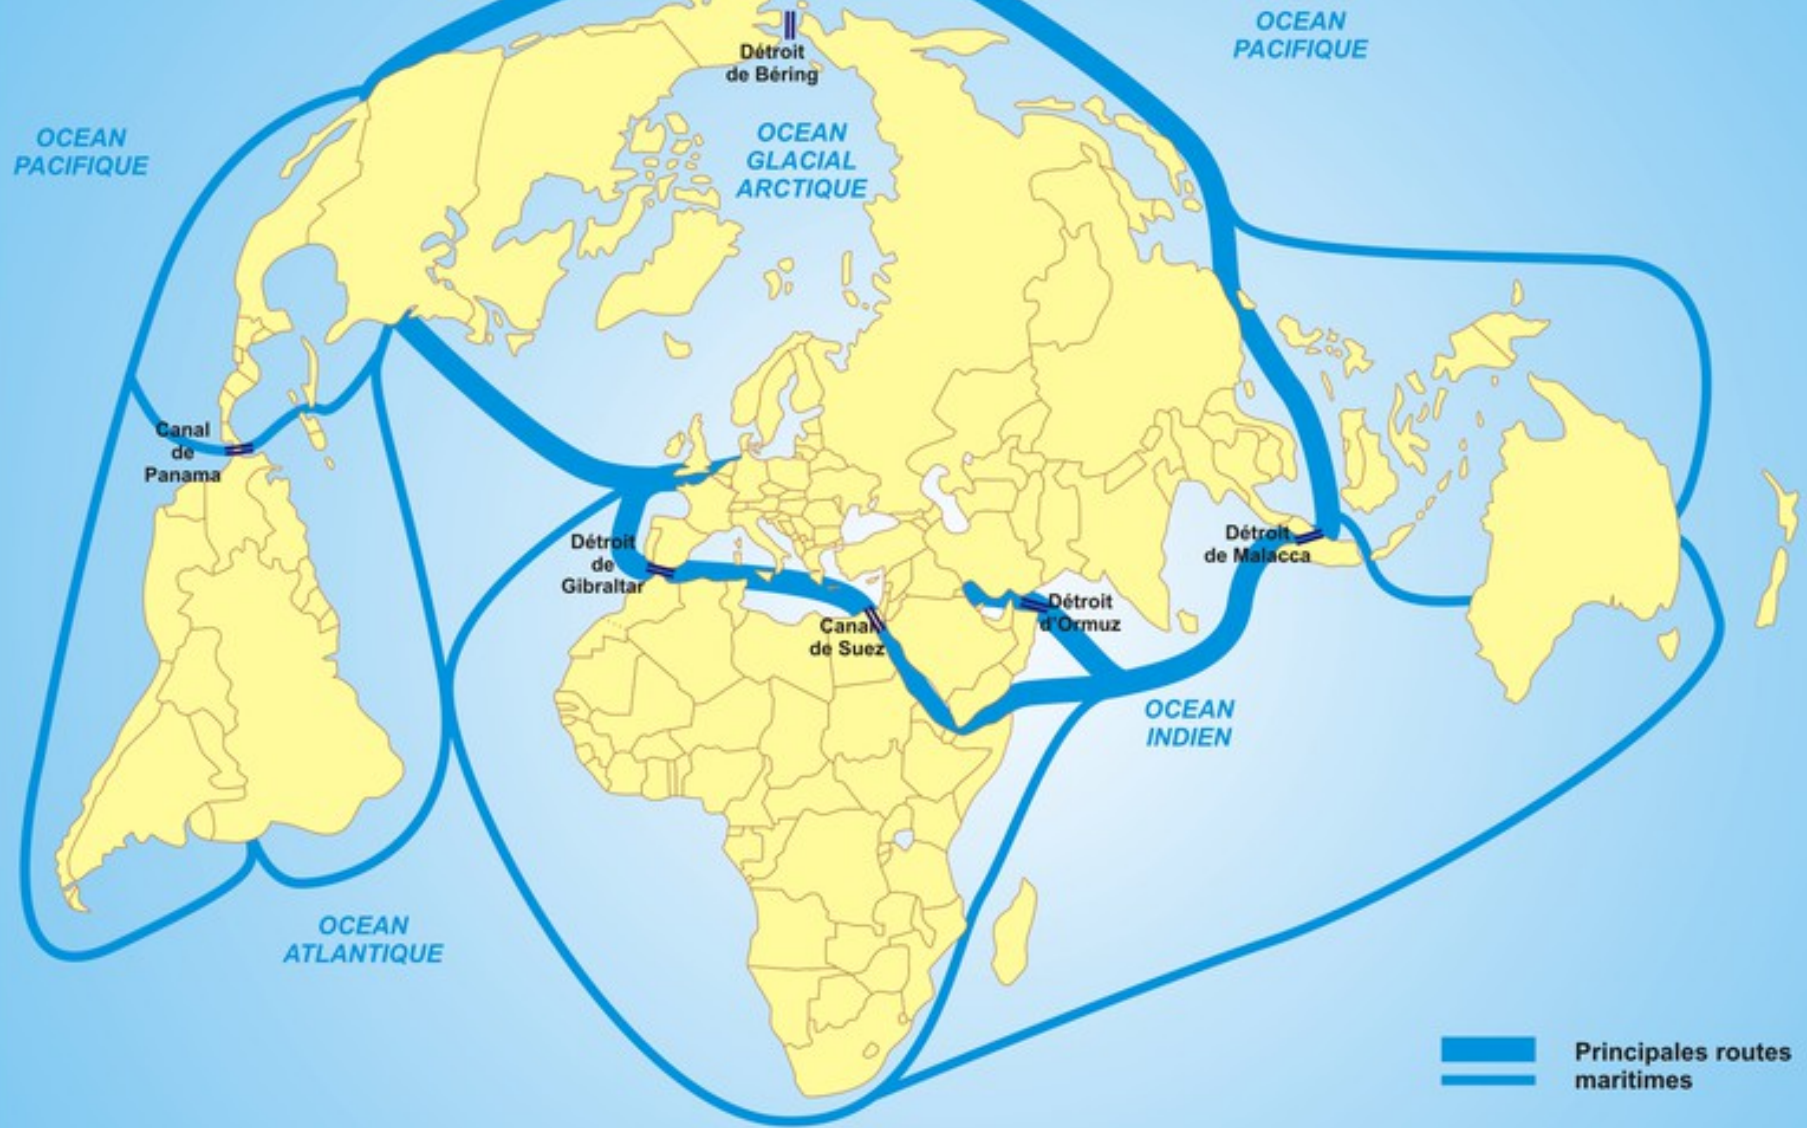 OCEAN
PACIFIQUE
Détroit
de Béring
OCEAN
PACIFIQUE
OCEAN
GLACIAL
ARCTIQUE
Canal
de
Panama
Détroit
de
Gibraltar
Canal
de Suez
Détroit
d'Ormuz
Détroit
de Malacca
OCEAN
INDIEN
OCEAN
ATLANTIQUE
Principales routes
maritimes